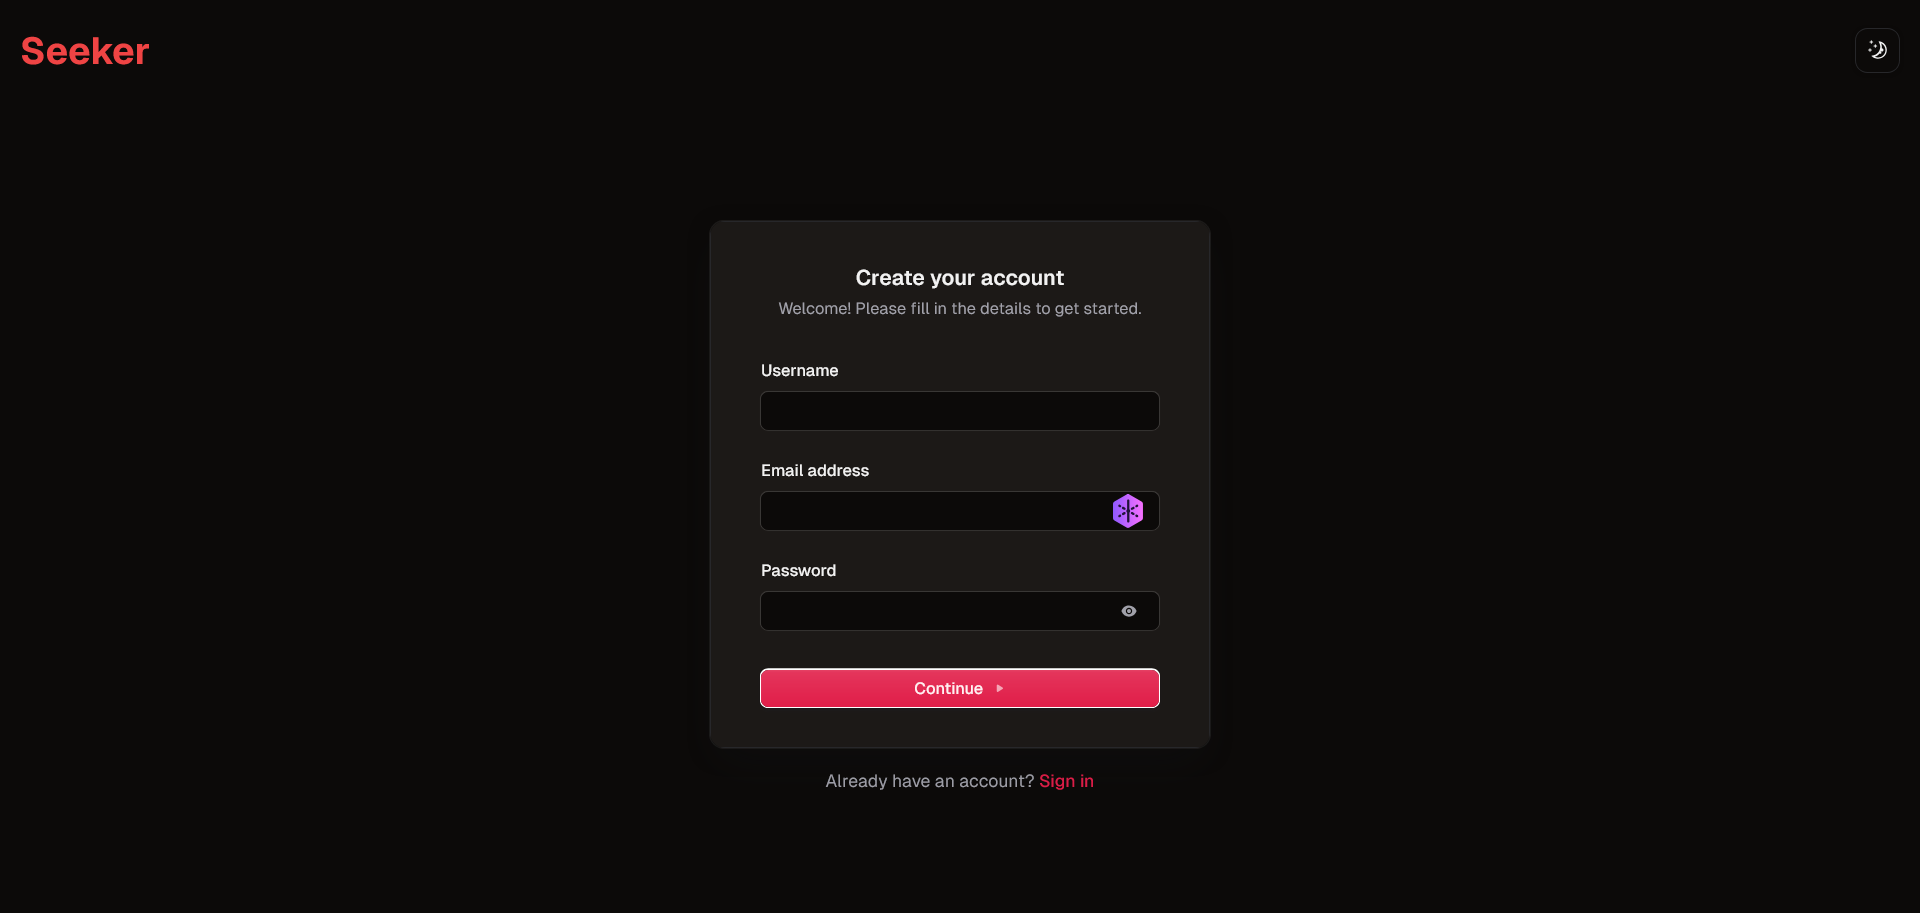 Seeker
Create your account
Welcome! Please fill in the details to get started.
Username
Email address
Password
Continue
Already have an account? Sign in